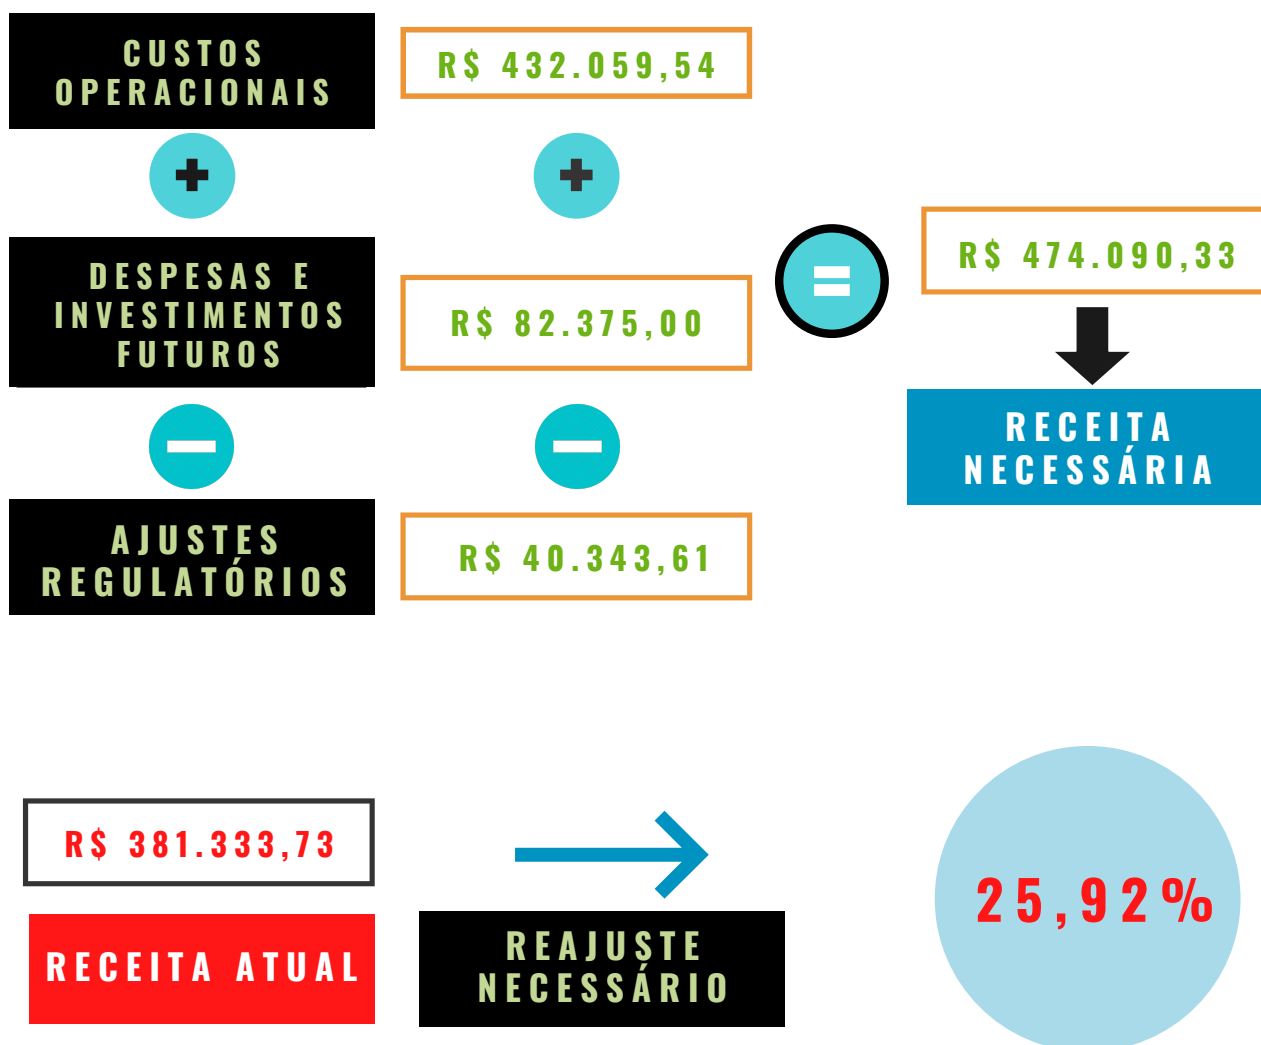 CUSTOS
OPERACIONAIS
R$ 432.059,54
+
+
DESPESAS E
INVESTIMENTOS
FUTUROS
R$ 82.375,00
=
R$ 474.090,33
RECEITA
NECESSÁRIA
-
-
AJUSTES
REGULATÓRIOS
R$ 40.343,61
R$ 381.333,73
RECEITA ATUAL
REAJUSTE
NECESSÁRIO
25,92%